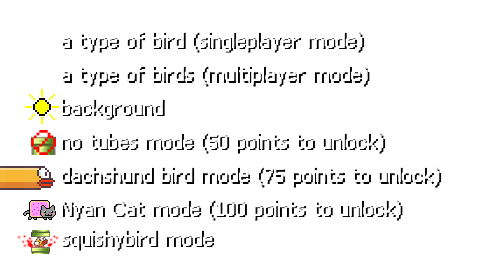 a type of bird (singleplayer mode)
a type of birds (multiplayer mode)
background
no tubes mode (50 points to unlock)
dachshund bird mode (75 points to unlock)
Nyan Cat mode (100 points to unlock)
squishybird mode